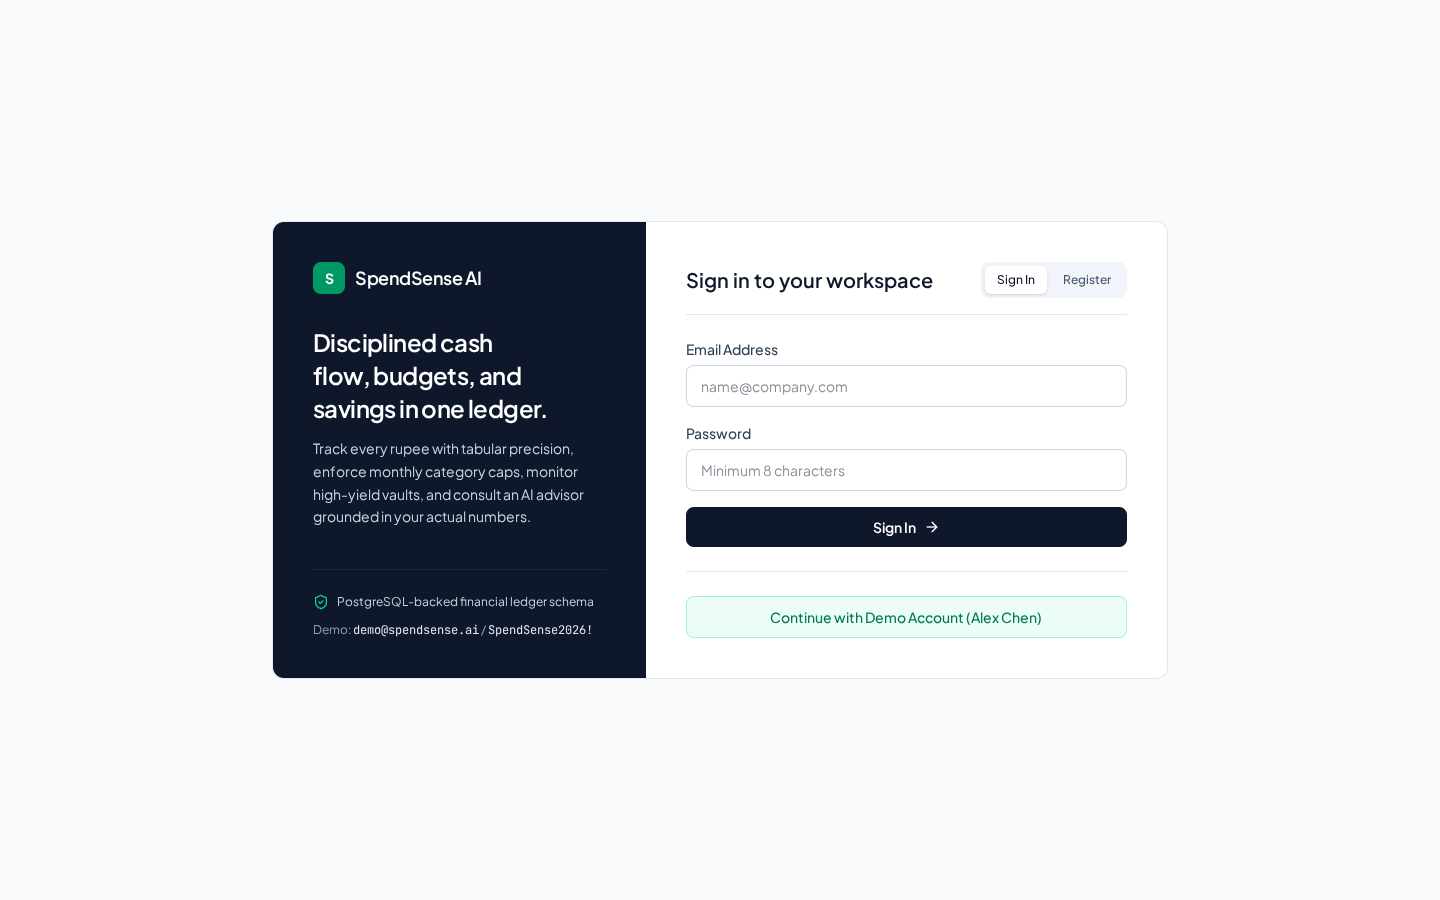 S
SpendSense AI
Disciplined cash
flow, budgets, and
savings in one ledger.
Track every rupee with tabular precision,
enforce monthly category caps, monitor
high-yield vaults, and consult an AI advisor
grounded in your actual numbers.
PostgreSQL-backed financial ledger schema
Demo: demo@spendsense.ai / SpendSense2026!
Sign in to your workspace
Sign In
Register
Email Address
name@company.com
Password
Minimum 8 characters
Sign In →
Continue with Demo Account (Alex Chen)